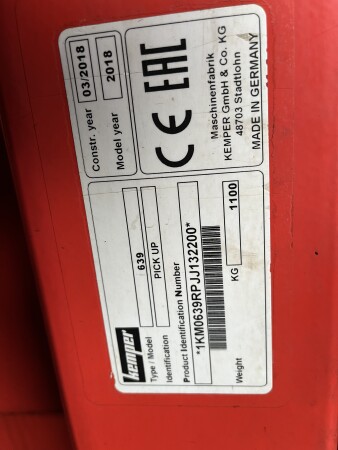 kemper
Type / Model 639
Identification PICK UP
Product Identification Number
*1KM0639RPJJ132200*
Weight KG 1100
Constr. year 03/2018
Model year 2018
CE EAC
Maschinenfabrik
KEMPER GmbH & Co. KG
48703 Stadtlohn
MADE IN GERMANY